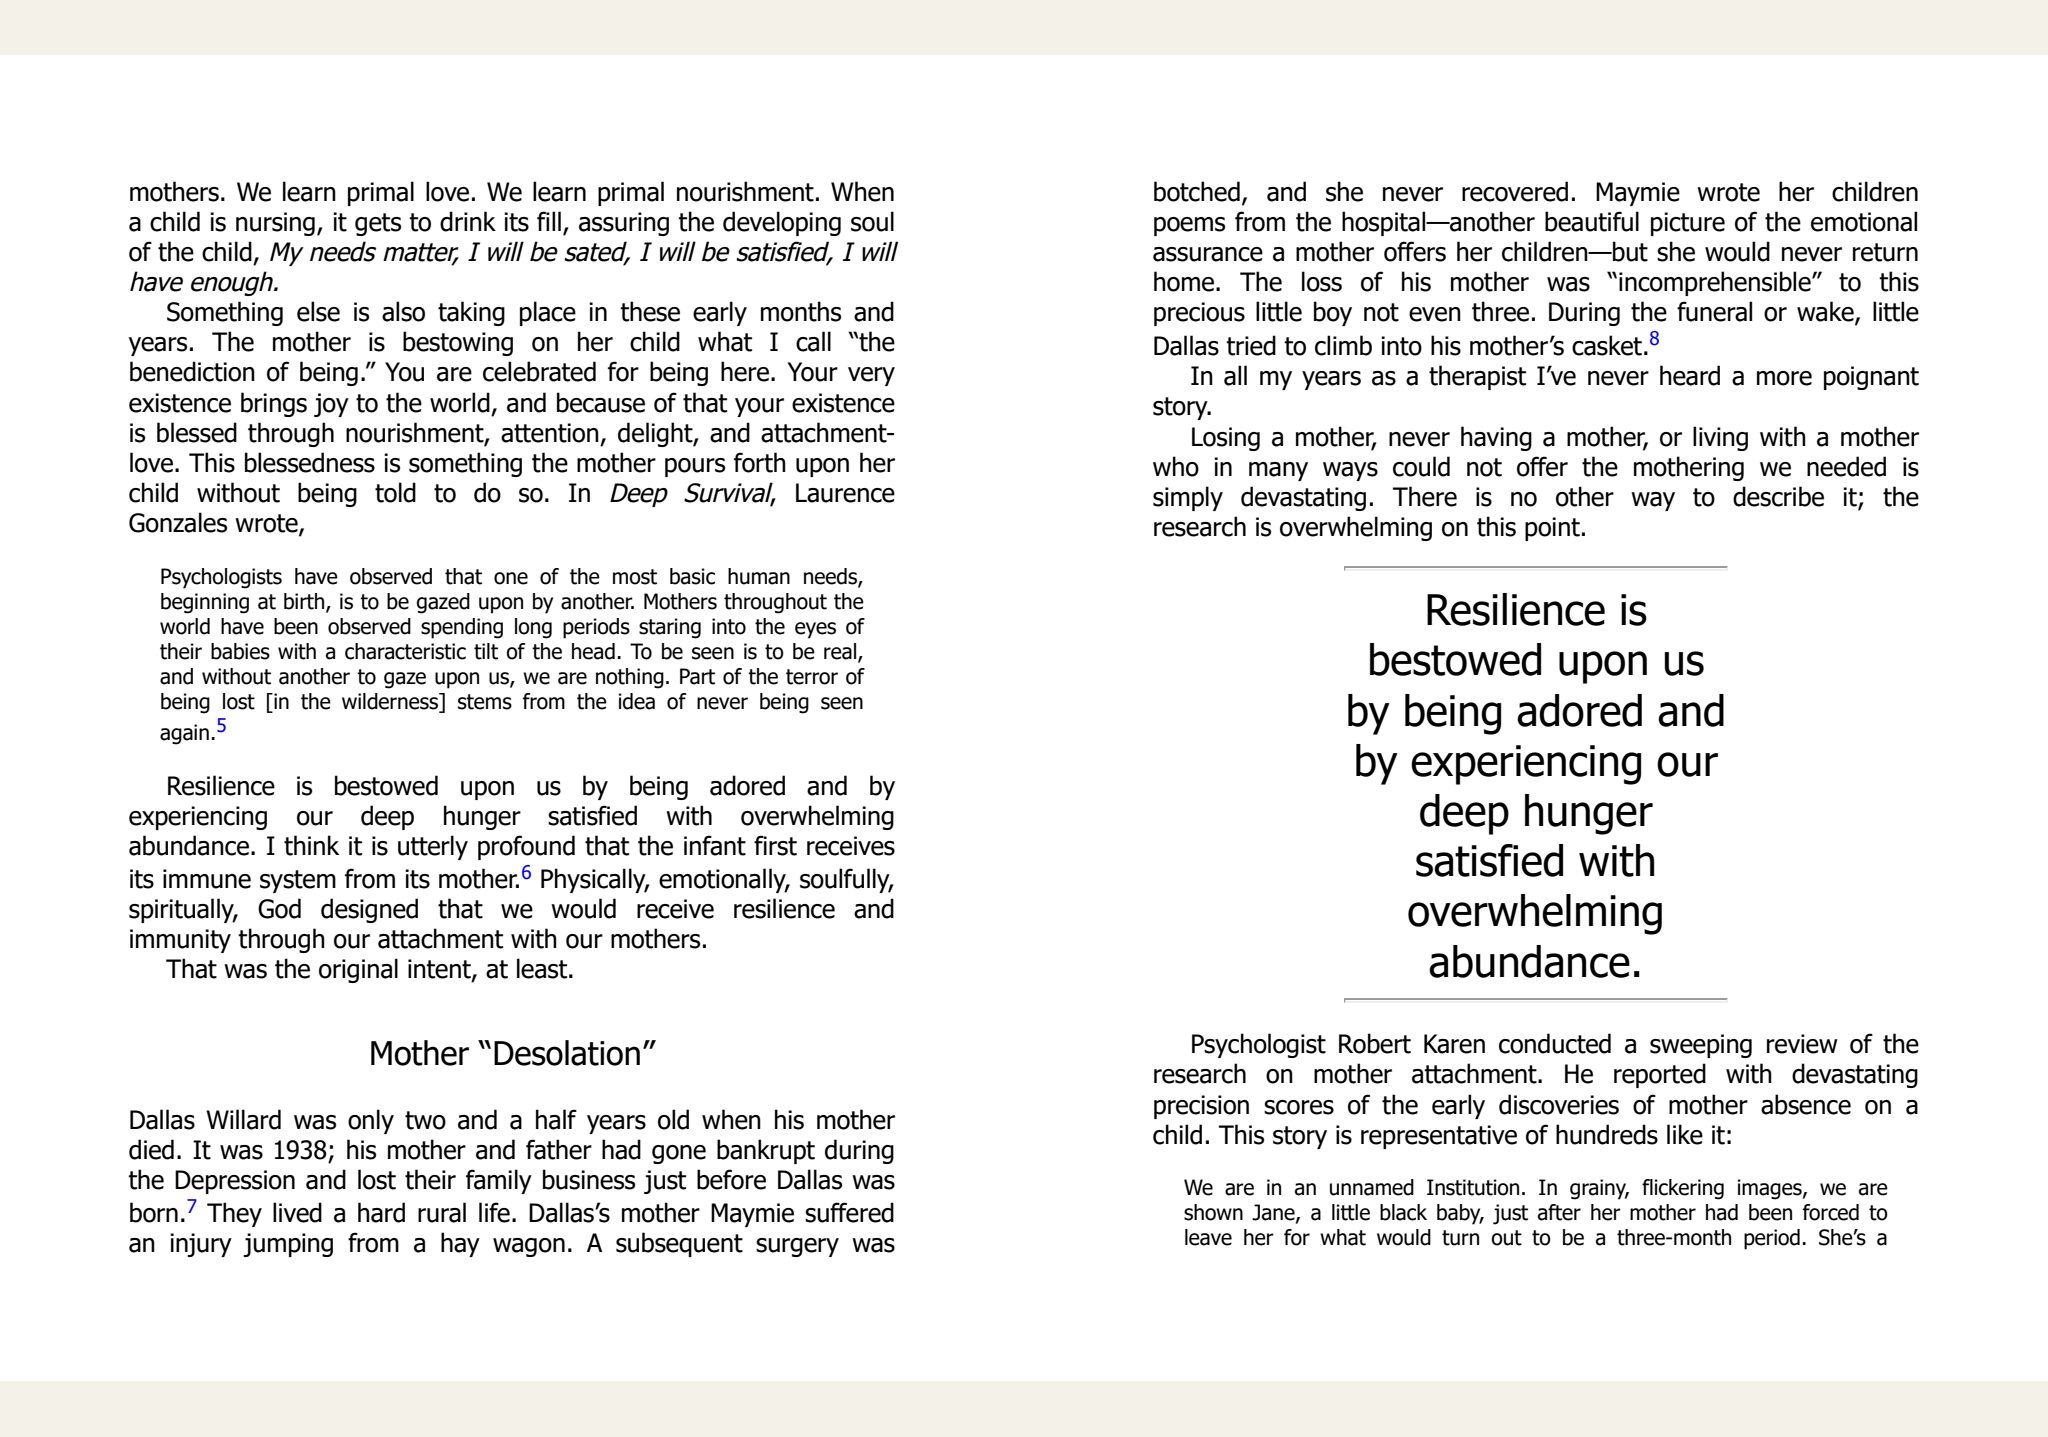 mothers. We learn primal love. We learn primal nourishment. When
a child is nursing, it gets to drink its fill, assuring the developing soul
of the child, My needs matter, I will be sated, I will be satisfied, I will
have enough.
Something else is also taking place in these early months and
years. The mother is bestowing on her child what I call “the
benediction of being.” You are celebrated for being here. Your very
existence brings joy to the world, and because of that your existence
is blessed through nourishment, attention, delight, and attachment-
love. This blessedness is something the mother pours forth upon her
child without being told to do so. In Deep Survival, Laurence
Gonzales wrote,
Psychologists have observed that one of the most basic human needs,
beginning at birth, is to be gazed upon by another. Mothers throughout the
world have been observed spending long periods staring into the eyes of
their babies with a characteristic tilt of the head. To be seen is to be real,
and without another to gaze upon us, we are nothing. Part of the terror of
being lost [in the wilderness] stems from the idea of never being seen
again.5
Resilience is bestowed upon us by being adored and by
experiencing our deep hunger satisfied with overwhelming
abundance. I think it is utterly profound that the infant first receives
its immune system from its mother.6 Physically, emotionally, soulfully,
spiritually, God designed that we would receive resilience and
immunity through our attachment with our mothers.
That was the original intent, at least.
Mother “Desolation”
Dallas Willard was only two and a half years old when his mother
died. It was 1938; his mother and father had gone bankrupt during
the Depression and lost their family business just before Dallas was
born.7 They lived a hard rural life. Dallas’s mother Maymie suffered
an injury jumping from a hay wagon. A subsequent surgery was
botched, and she never recovered. Maymie wrote her children
poems from the hospital—another beautiful picture of the emotional
assurance a mother offers her children—but she would never return
home. The loss of his mother was “incomprehensible” to this
precious little boy not even three. During the funeral or wake, little
Dallas tried to climb into his mother’s casket.8
In all my years as a therapist I’ve never heard a more poignant
story.
Losing a mother, never having a mother, or living with a mother
who in many ways could not offer the mothering we needed is
simply devastating. There is no other way to describe it; the
research is overwhelming on this point.
Resilience is
bestowed upon us
by being adored and
by experiencing our
deep hunger
satisfied with
overwhelming
abundance.
Psychologist Robert Karen conducted a sweeping review of the
research on mother attachment. He reported with devastating
precision scores of the early discoveries of mother absence on a
child. This story is representative of hundreds like it:
We are in an unnamed Institution. In grainy, flickering images, we are
shown Jane, a little black baby, just after her mother had been forced to
leave her for what would turn out to be a three-month period. She’s a